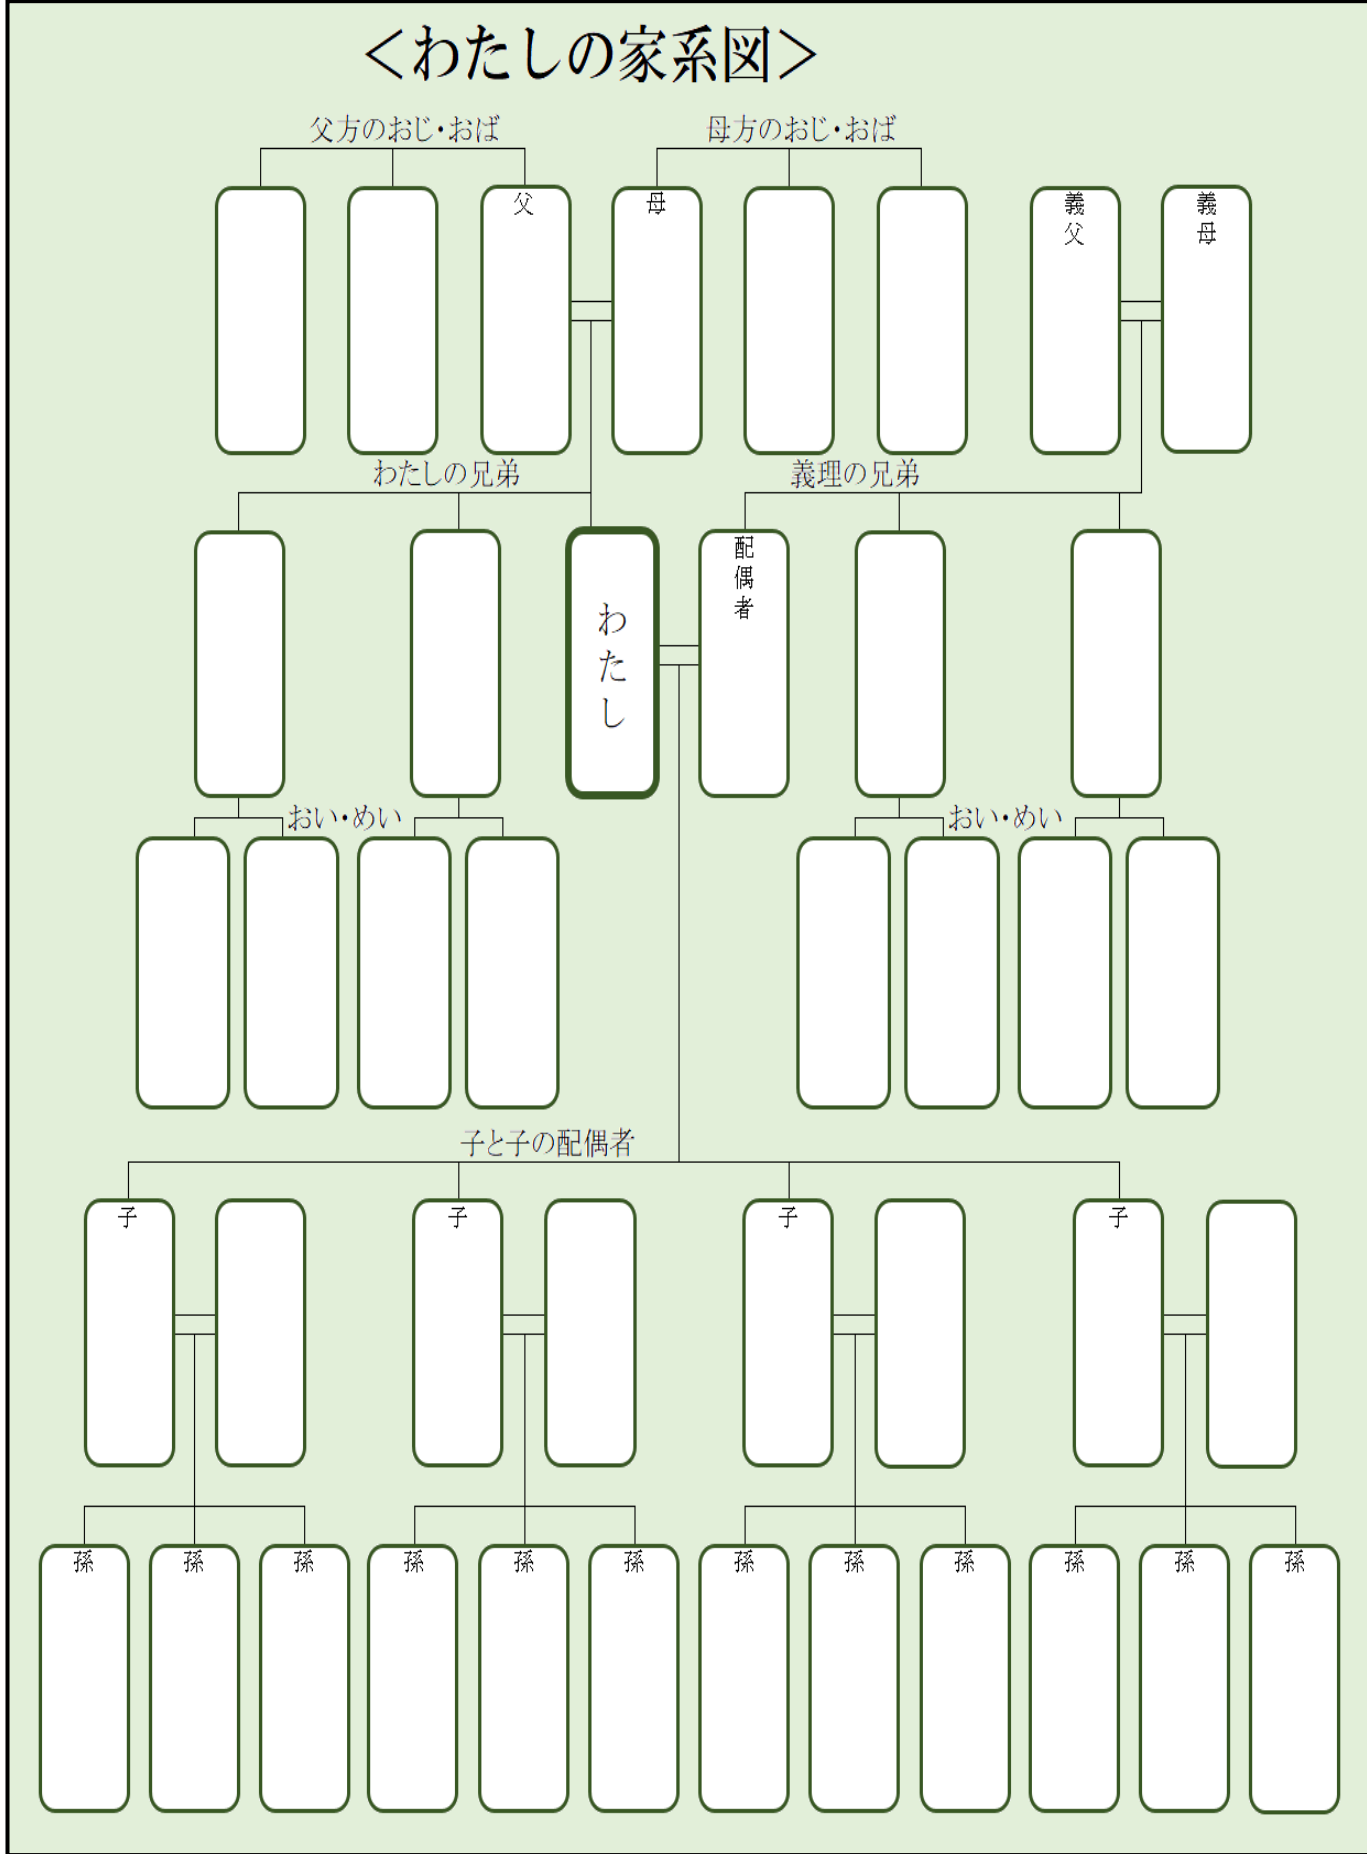 ＜わたしの家系図＞
父方のおじ・おば
母方のおじ・おば
父
母
義父
義母
わたしの兄弟
義理の兄弟
わたし
配偶者
おい・めい
おい・めい
子と子の配偶者
子
子
子
子
孫
孫
孫
孫
孫
孫
孫
孫
孫
孫
孫
孫